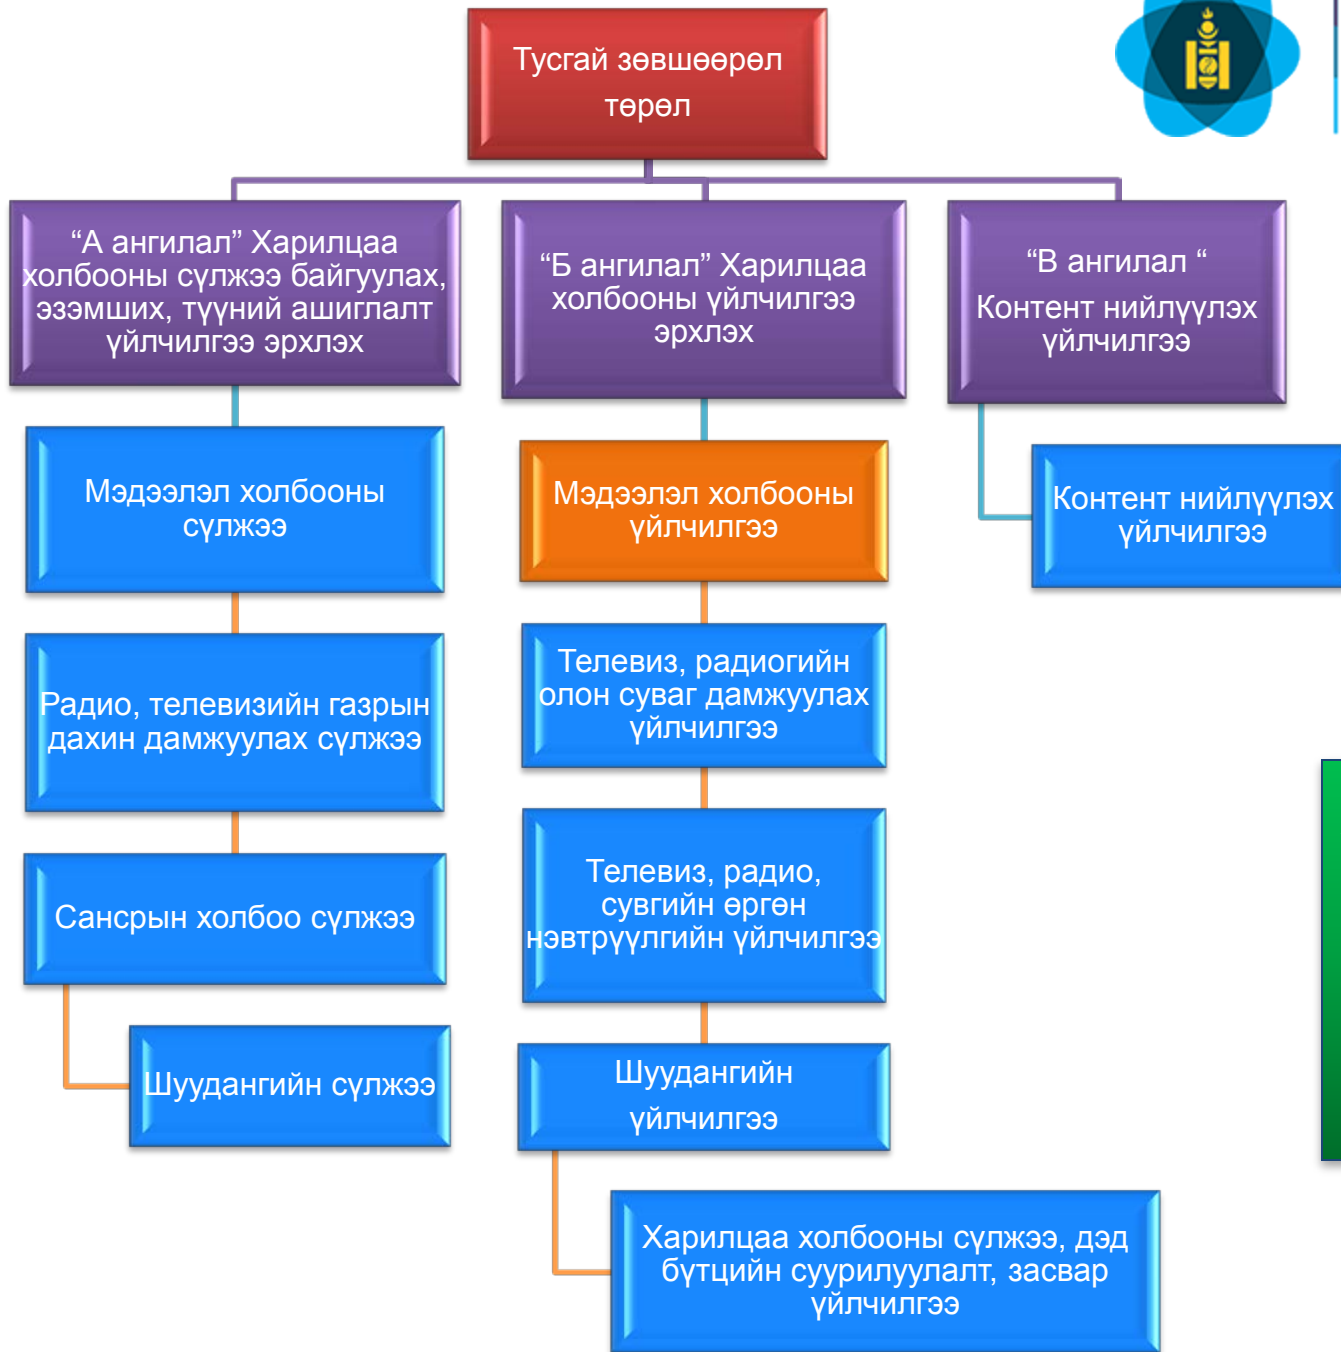 Тусгай зөвшөөрөл
төрөл
“А ангилал” Харилцаа
холбооны сүлжээ байгуулах,
эзэмших, түүний ашиглалт
үйлчилгээ эрхлэх
“Б ангилал” Харилцаа
холбооны үйлчилгээ
эрхлэх
“В ангилал “
Контент нийлүүлэх
үйлчилгээ
Мэдээлэл холбооны
сүлжээ
Мэдээлэл холбооны
үйлчилгээ
Контент нийлүүлэх
үйлчилгээ
Радио, телевизийн газрын
дахин дамжуулах сүлжээ
Телевиз, радиогийн
олон суваг дамжуулах
үйлчилгээ
Сансрын холбоо сүлжээ
Телевиз, радио,
сувгийн өргөн
нэвтрүүлгийн үйлчилгээ
Шуудангийн сүлжээ
Шуудангийн
үйлчилгээ
Харилцаа холбооны сүлжээ, дэд
бүтцийн суурилуулалт, засвар
үйлчилгээ